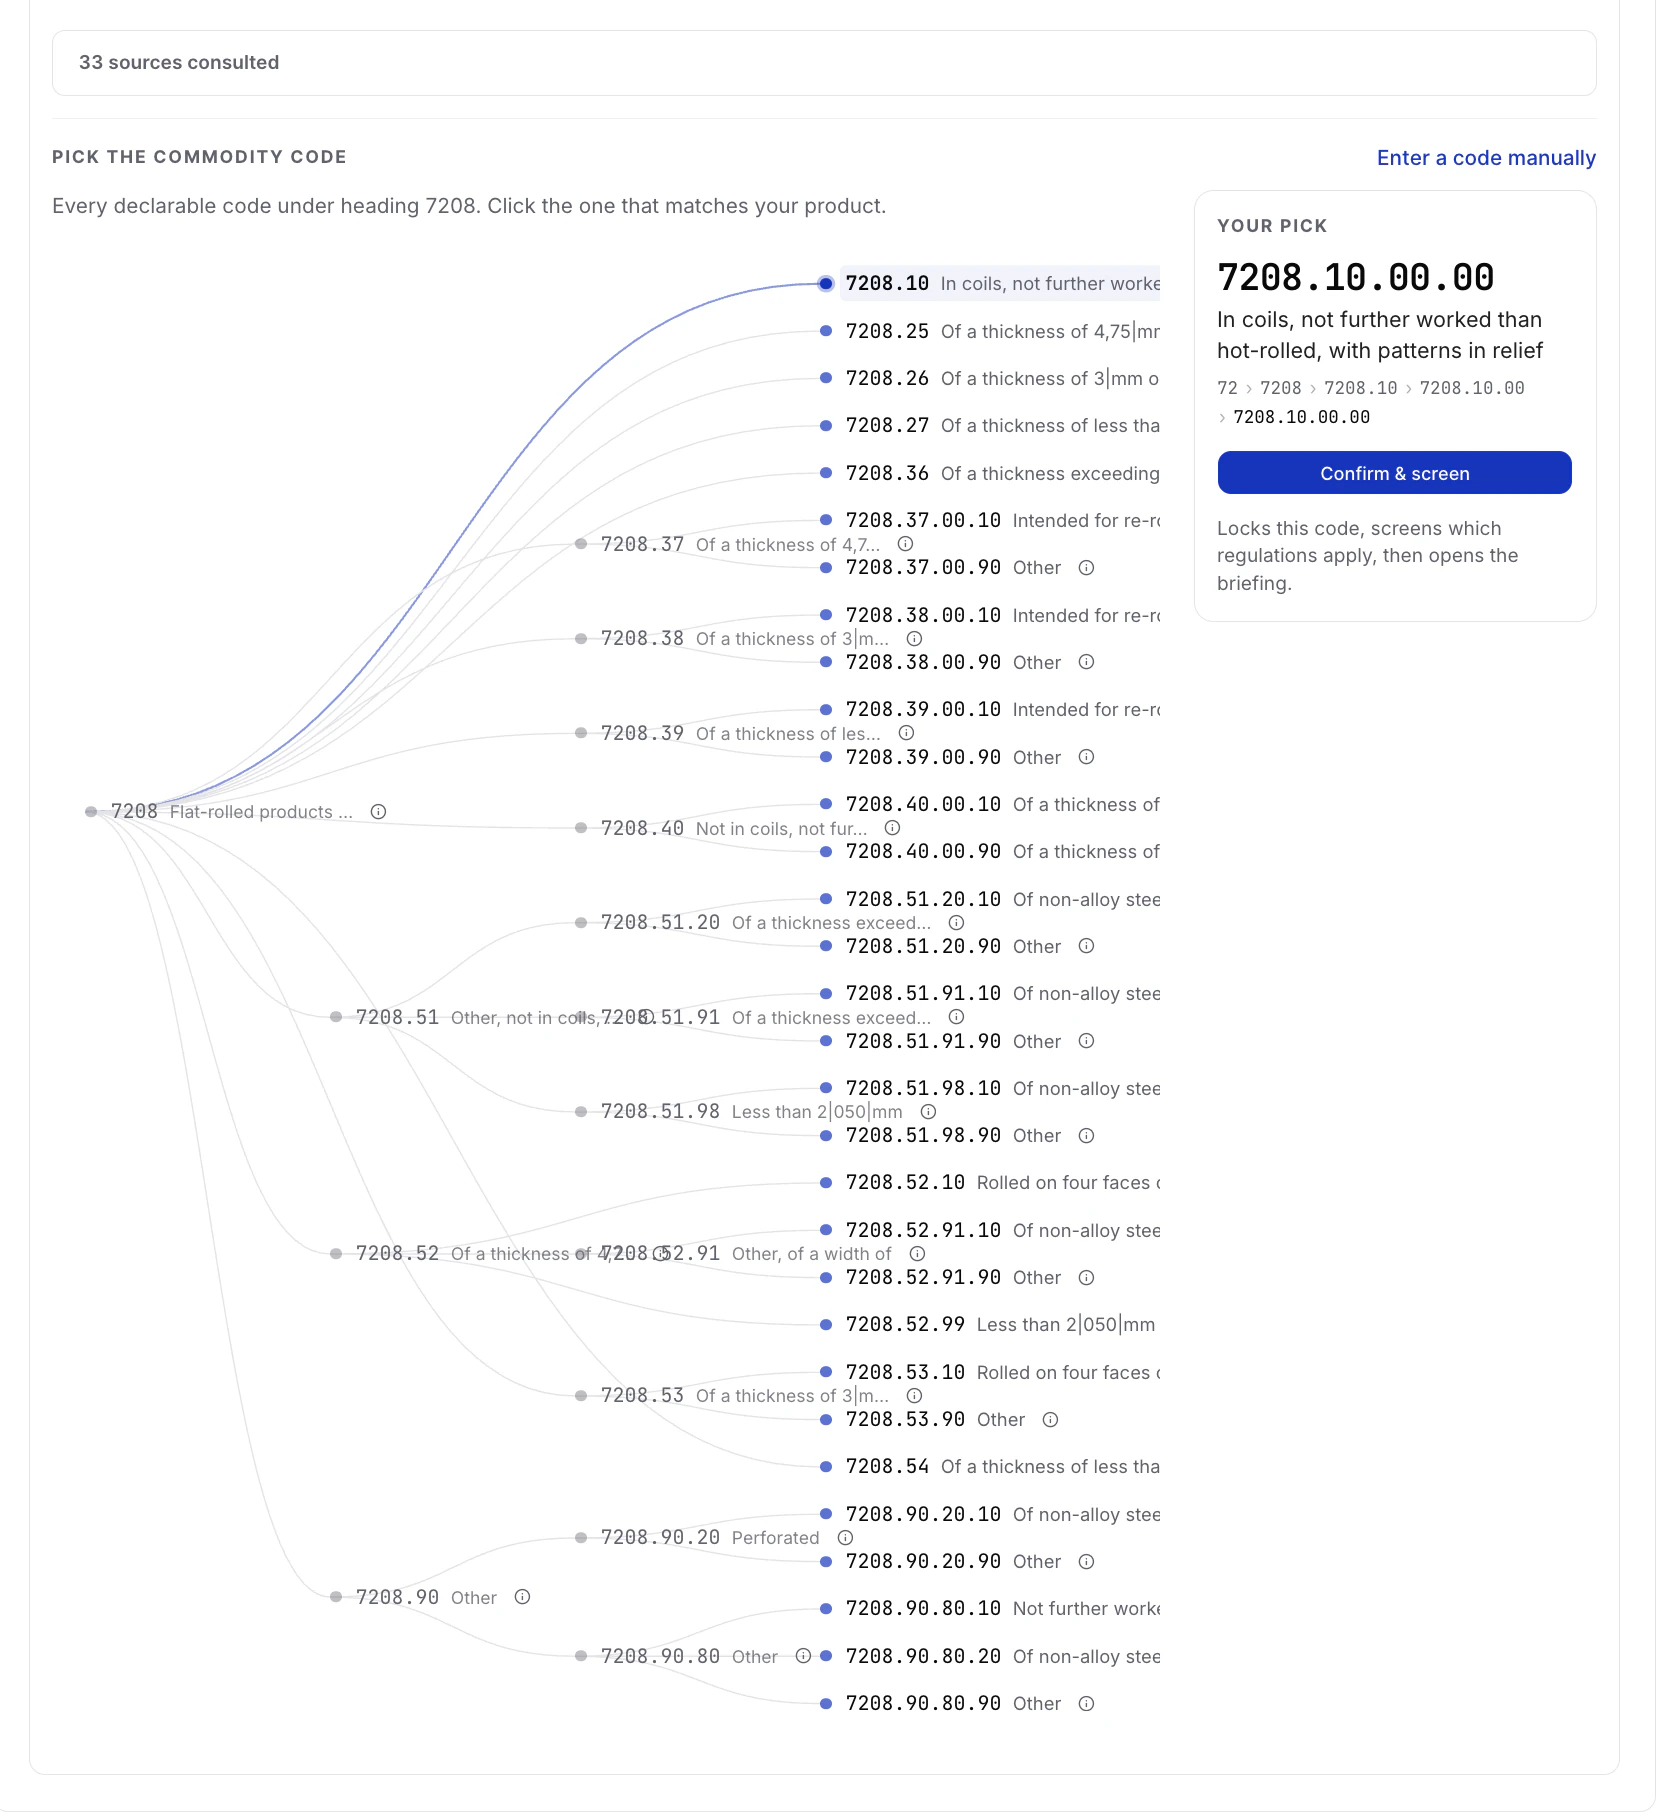 33 sources consulted
PICK THE COMMODITY CODE
Enter a code manually
Every declarable code under heading 7208. Click the one that matches your product.
7208.10 In coils, not further worke
7208.25 Of a thickness of 4,75|mm
7208.26 Of a thickness of 3|mm o
7208.27 Of a thickness of less tha
7208.36 Of a thickness exceeding
7208.37.00.10 Intended for re-ro
7208.37 Of a thickness of 4,7...
7208.37.00.90 Other
7208.38.00.10 Intended for re-ro
7208.38 Of a thickness of 3|m...
7208.38.00.90 Other
7208.39.00.10 Intended for re-ro
7208.39 Of a thickness of les...
7208.39.00.90 Other
7208.40.00.10 Of a thickness of
7208 Flat-rolled products ...
7208.40 Not in coils, not fur...
7208.40.00.90 Of a thickness of
7208.51.20.10 Of non-alloy stee
7208.51.20 Of a thickness exceed...
7208.51.20.90 Other
7208.51.91.10 Of non-alloy stee
7208.51 Other, not in coils,
7208.51.91 Of a thickness exceed...
7208.51.91.90 Other
7208.51.98.10 Of non-alloy stee
7208.51.98 Less than 2|050|mm
7208.51.98.90 Other
7208.52.10 Rolled on four faces o
7208.52.91.10 Of non-alloy stee
7208.52 Of a thickness of 4,7...
7208.52.91 Other, of a width of
7208.52.91.90 Other
7208.52.99 Less than 2|050|mm
7208.53.10 Rolled on four faces o
7208.53 Of a thickness of 3|m...
7208.53.90 Other
7208.54 Of a thickness of less tha
7208.90.20.10 Of non-alloy stee
7208.90.20 Perforated
7208.90.20.90 Other
7208.90 Other
7208.90.80.10 Not further worke
7208.90.80 Other
7208.90.80.20 Of non-alloy stee
7208.90.80.90 Other
YOUR PICK
7208.10.00.00
In coils, not further worked than
hot-rolled, with patterns in relief
72 › 7208 › 7208.10 › 7208.10.00
› 7208.10.00.00
Confirm & screen
Locks this code, screens which
regulations apply, then opens the
briefing.